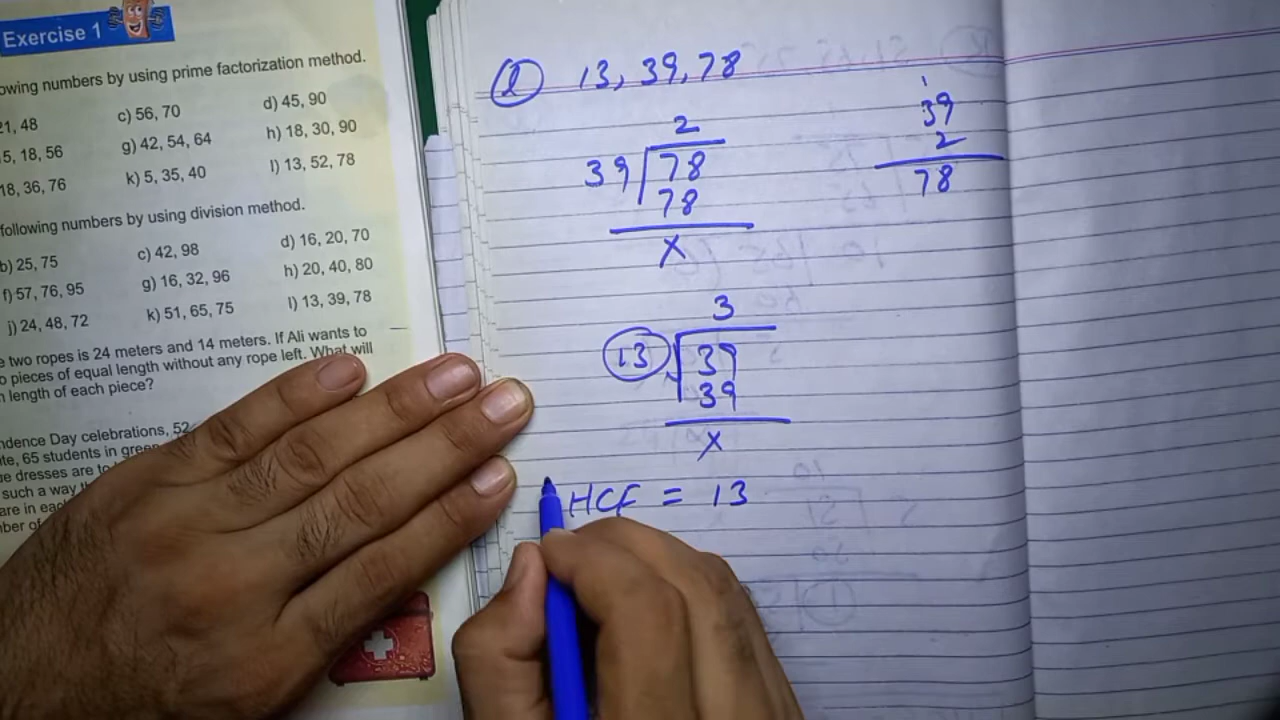 Exercise 1
owing numbers by using prime factorization method.
21, 48
c) 56, 70
d) 45, 90
5, 18, 56
g) 42, 54, 64
h) 18, 30, 90
18, 36, 76
k) 5, 35, 40
l) 13, 52, 78
following numbers by using division method.
b) 25, 75
c) 42, 98
d) 16, 20, 70
f) 57, 76, 95
g) 16, 32, 96
h) 20, 40, 80
j) 24, 48, 72
k) 51, 65, 75
l) 13, 39, 78
e two ropes is 24 meters and 14 meters. If Ali wants to
o pieces of equal length without any rope left. What will
length of each piece?
ndence Day celebrations, 52
te, 65 students in green
e dresses are to
such a way
are in eac
ber of
l 13, 39, 78
2
39 78
78
x
1
39
2
78
3
13 39
39
x
HCF = 13